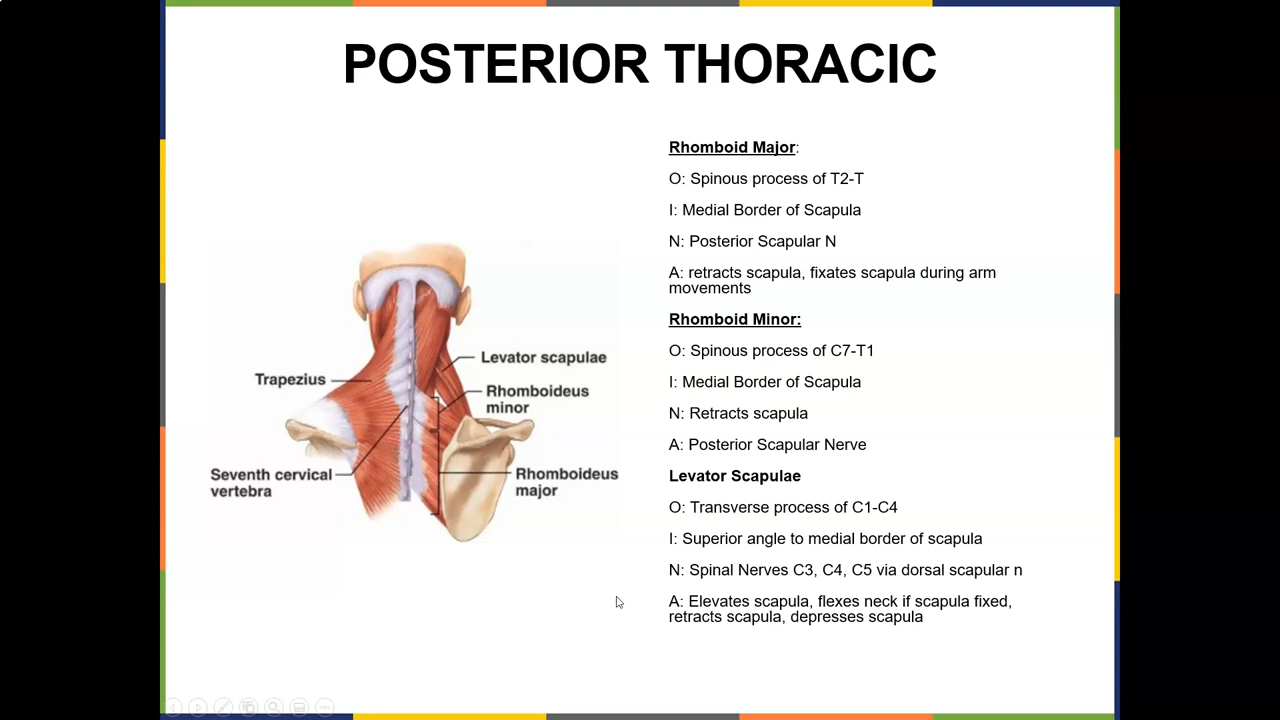 POSTERIOR THORACIC
Rhomboid Major:
O: Spinous process of T2-T
I: Medial Border of Scapula
N: Posterior Scapular N
A: retracts scapula, fixates scapula during arm
movements
Rhomboid Minor:
O: Spinous process of C7-T1
I: Medial Border of Scapula
N: Retracts scapula
A: Posterior Scapular Nerve
Levator Scapulae
O: Transverse process of C1-C4
I: Superior angle to medial border of scapula
N: Spinal Nerves C3, C4, C5 via dorsal scapular n
A: Elevates scapula, flexes neck if scapula fixed,
retracts scapula, depresses scapula
Trapezius
Seventh cervical
vertebra
Levator scapulae
Rhomboideus
minor
Rhomboideus
major